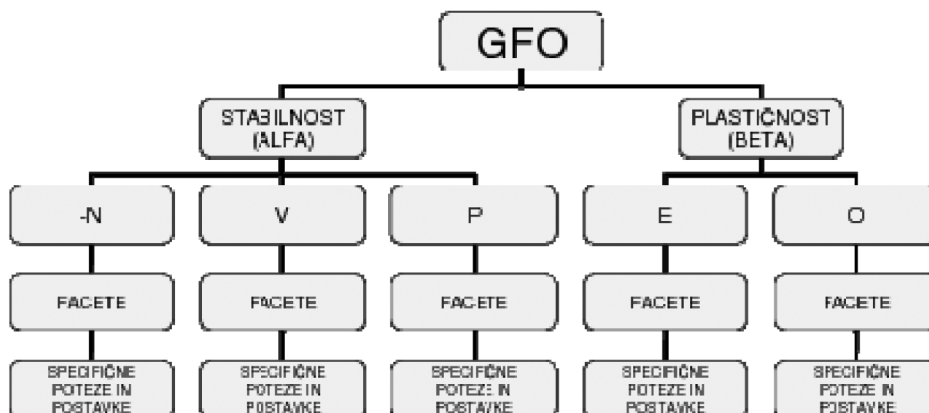 GFO
STABILNOST
(ALFA)
PLASTIČNOST
(BETA)
-N
V
P
E
O
FACETE
FACETE
FACETE
FACETE
FACETE
SPECIFIČNE
POTEZE IN
POSTAVKE
SPECIFIČNE
POTEZE IN
POSTAVKE
SPECIFIČNE
POTEZE IN
POSTAVKE
SPECIFIČNE
POTEZE IN
POSTAVKE
SPECIFIČNE
POTEZE IN
POSTAVKE